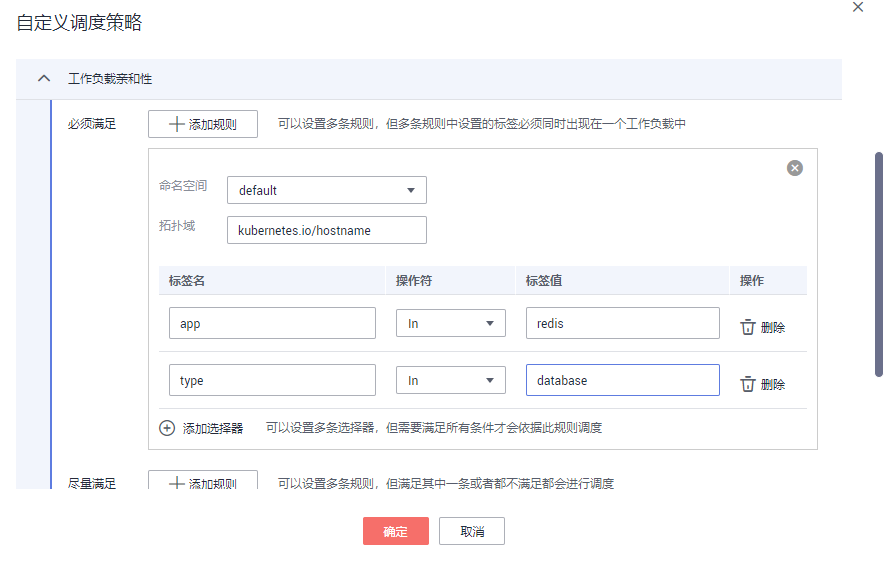 自定义调度策略
工作负载亲和性
必须满足 添加规则 可以设置多条规则，但多条规则中设置的标签必须同时出现在一个工作负载中
命名空间 default
拓扑域 kubernetes.io/hostname
标签名 操作符 标签值 操作
app In redis 删除
type In database 删除
添加选择器 可以设置多条选择器，但需要满足所有条件才会依据此规则调度
尽量满足 添加规则 可以设置多条规则，但满足其中一条或者都不满足都会进行调度
确定 取消